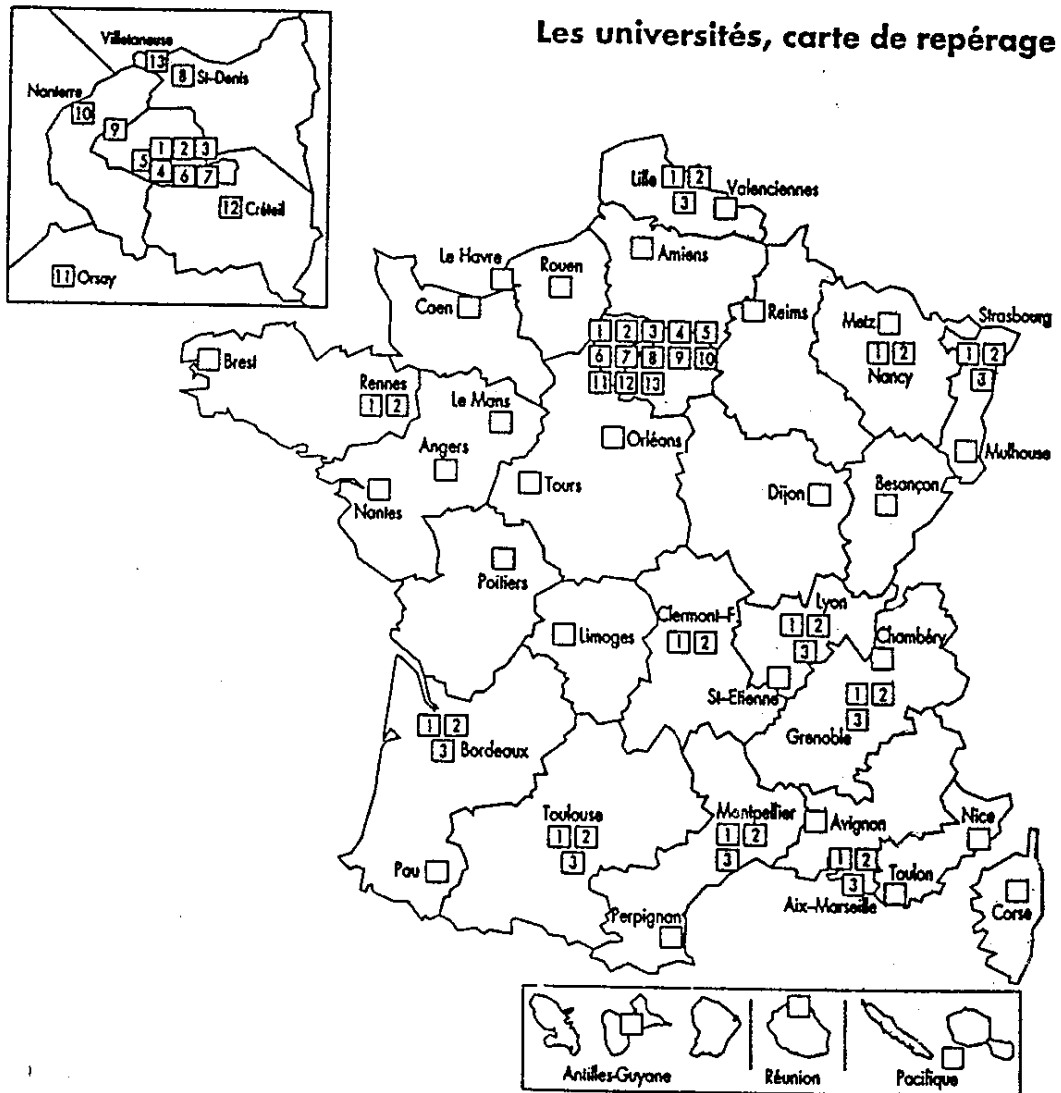 Les universités, carte de repérage
Villetaneuse
13
8 St-Denis
Nanterre
10
9
5 1 2 3
4 6 7
12 Créteil
11 Orsay
Lille 1 2
3
Valenciennes
Amiens
Le Havre
Rouen
Caen
Reims
Metz
1 2
Nancy
Strasbourg
1 2
3
1 2 3 4 5
6 7 8 9 10
11 12 13
Brest
Rennes
1 2
Le Mans
Angers
Orléans
Mulhouse
Nantes
Tours
Dijon
Besançon
Poitiers
Limoges
Clermont-F
1 2
Lyon
1 2
3
Chambéry
St-Etienne
1 2
3
Grenoble
1 2
3 Bordeaux
Toulouse
1 2
3
Montpellier
1 2
3
Avignon
Nice
1 2
3
Aix-Marseille
Toulon
Pau
Perpignan
Corse
Antilles-Guyane
Réunion
Pacifique